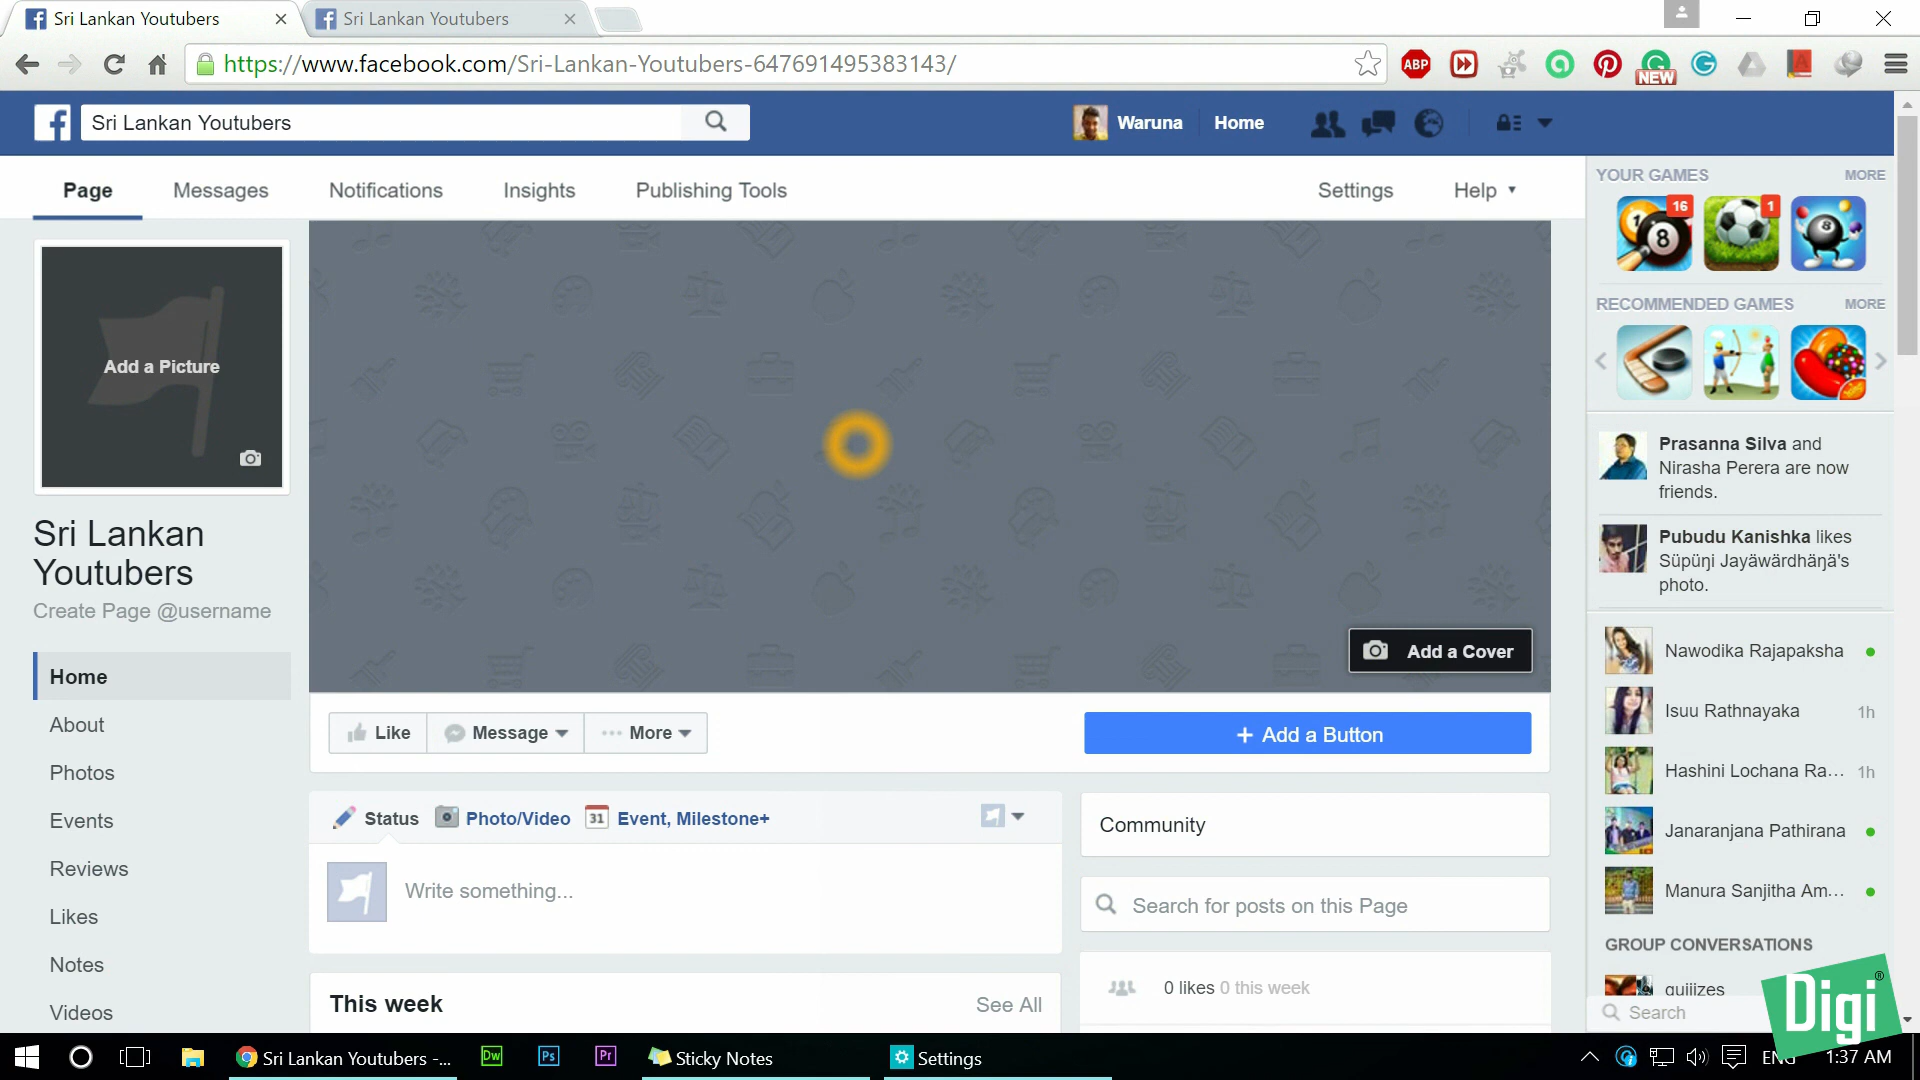 Sri Lankan Youtubers
Sri Lankan Youtubers
https://www.facebook.com/Sri-Lankan-Youtubers-647691495383143/
ABP
NEW
Sri Lankan Youtubers
Waruna
Home
Page
Messages
Notifications
Insights
Publishing Tools
Settings
Help
YOUR GAMES
MORE
16
1
8
8
RECOMMENDED GAMES
MORE
Add a Picture
Sri Lankan
Youtubers
Create Page @username
Home
About
Photos
Events
Reviews
Likes
Notes
Videos
Add a Cover
Like
Message
More
+ Add a Button
Status
Photo/Video
31
Event, Milestone+
Write something...
This week
See All
Community
Search for posts on this Page
0 likes 0 this week
Prasanna Silva and
Nirasha Perera are now
friends.
Pubudu Kanishka likes
Süpüŋi Jayäwärdhäŋä's
photo.
Nawodika Rajapaksha
Isuu Rathnayaka
1h
Hashini Lochana Ra...
1h
Janaranjana Pathirana
Manura Sanjitha Am...
GROUP CONVERSATIONS
quiiizes
Search
Digi®
Sri Lankan Youtubers -...
Dw
Ps
Pr
Sticky Notes
Settings
ENG
1:37 AM